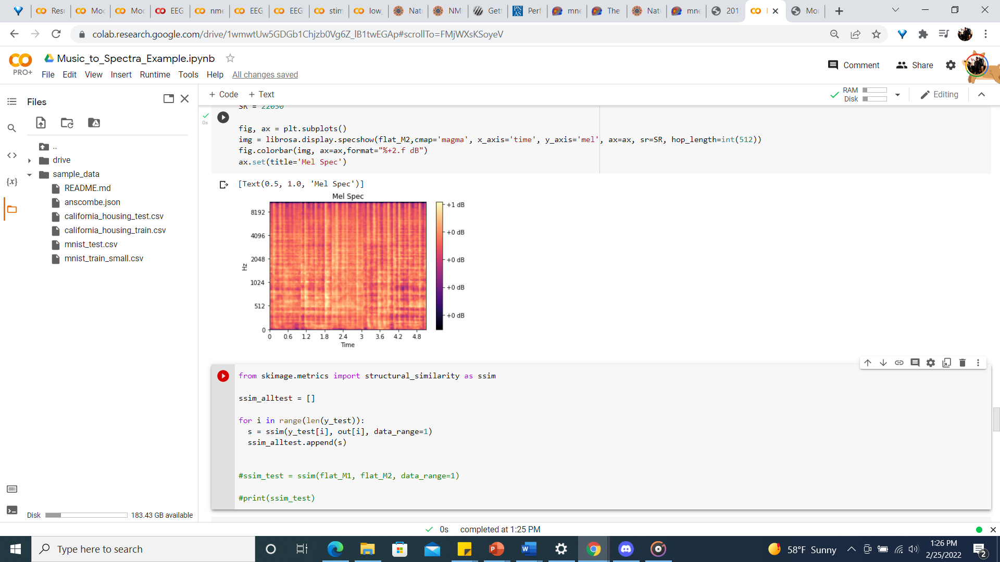 Res
Mod
Mod
EEG
nme
EEG
EEG
stim
low_
Natu
NM
Gett
PN AS
Perf
mne
The
Natu
mne
201
Mor
colab.research.google.com/drive/1wmwtUw5GDGb1Chjzb0Vg6Z_lB1twEGAp#scrollTo=FMjWXsKSoyeV
PRO+
Music_to_Spectra_Example.ipynb
File Edit View Insert Runtime Tools Help All changes saved
Comment
Share
Files
+ Code + Text
RAM
Disk
Editing
..
drive
sample_data
README.md
anscombe.json
california_housing_test.csv
california_housing_train.csv
mnist_test.csv
mnist_train_small.csv
Disk 183.43 GB available
0s
SR = 22050
fig, ax = plt.subplots()
img = librosa.display.specshow(flat_M2,cmap='magma', x_axis='time', y_axis='mel', ax=ax, sr=SR, hop_length=int(512))
fig.colorbar(img, ax=ax,format="%+2.f dB")
ax.set(title='Mel Spec')
[Text(0.5, 1.0, 'Mel Spec')]
Mel Spec
8192
4096
2048
1024
512
0
Hz
0 0.6 1.2 1.8 2.4 3 3.6 4.2 4.8
Time
+1 dB
+0 dB
+0 dB
+0 dB
+0 dB
from skimage.metrics import structural_similarity as ssim
ssim_alltest = []
for i in range(len(y_test)):
s = ssim(y_test[i], out[i], data_range=1)
ssim_alltest.append(s)
#ssim_test = ssim(flat_M1, flat_M2, data_range=1)
#print(ssim_test)
0s completed at 1:25 PM
Type here to search
58°F Sunny
1:26 PM
2/25/2022
2